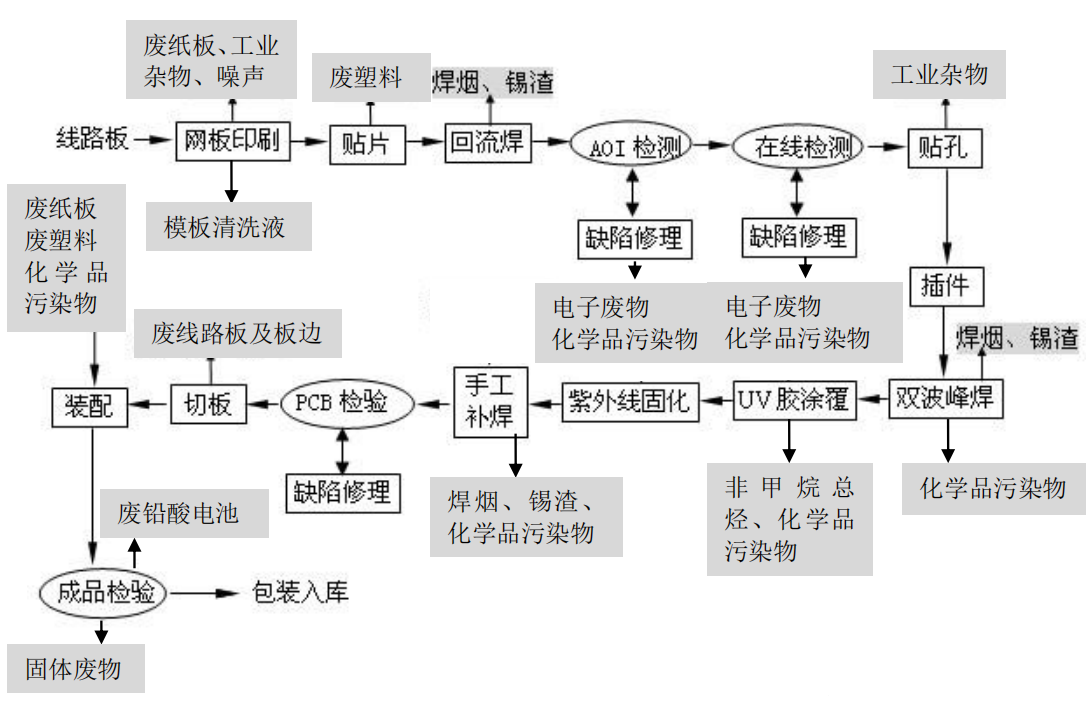 废纸板、工业
杂物、噪声
废塑料
焊烟、锡渣
工业杂物
线路板
网板印刷
贴片
回流焊
AOI 检测
在线检测
贴孔
模板清洗液
缺陷修理
缺陷修理
废纸板
废塑料
化学品
污染物
插件
电子废物
化学品污染物
电子废物
化学品污染物
废线路板及板边
焊烟、锡渣
装配
切板
PCB 检验
手工
补焊
紫外线固化
UV胶涂覆
双波峰焊
缺陷修理
焊烟、锡渣、
化学品污染物
非甲烷总
烃、化学品
污染物
化学品污染物
废铅酸电池
成品检验
包装入库
固体废物